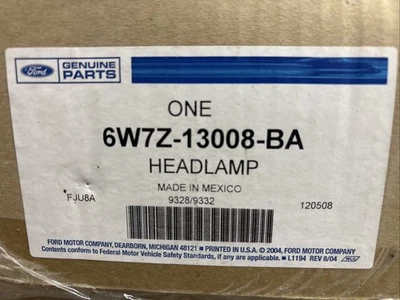 Ford GENUINE PARTS
ONE
6W7Z-13008-BA
HEADLAMP
MADE IN MEXICO
FJU8A 9328/9332 120508
FORD MOTOR COMPANY, DEARBORN, MICHIGAN 48121 ■ PRINTED IN U.S.A. © 2004, FORD MOTOR COMPANY
Contents conform to Federal Motor Vehicle Safety Standards, if any are applicable. ■ L1194 REV 8/04